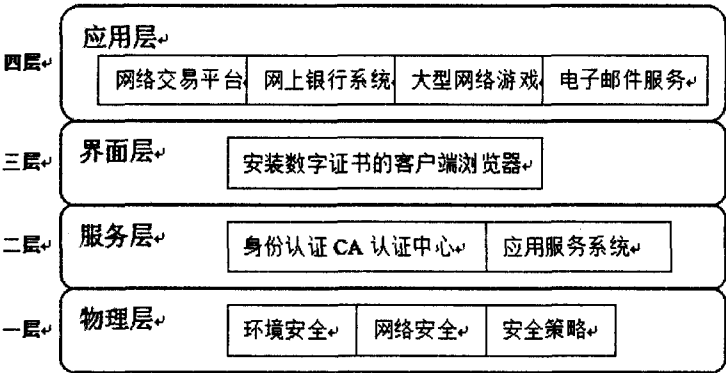 四层
应用层
网络交易平台 网上银行系统 大型网络游戏 电子邮件服务
三层
界面层
安装数字证书的客户端浏览器
二层
服务层
身份认证 CA 认证中心 应用服务系统
一层
物理层
环境安全 网络安全 安全策略